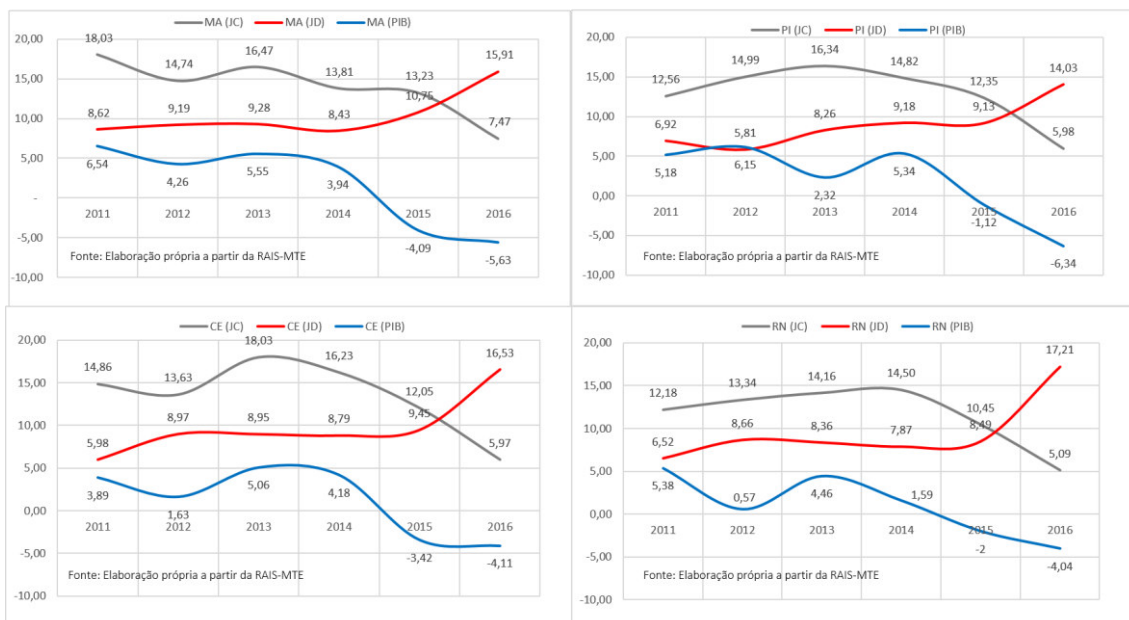 MA (JC) MA (JD) MA (PIB)
20,00
15,00
10,00
5,00
-
-5,00
-10,00
18,03 14,74 16,47 13,81 13,23 7,47
8,62 9,19 9,28 8,43 10,75 15,91
6,54 4,26 5,55 3,94 -4,09 -5,63
2011 2012 2013 2014 2015 2016
Fonte: Elaboração própria a partir da RAIS-MTE
PI (JC) PI (JD) PI (PIB)
20,00
15,00
10,00
5,00
0,00
-5,00
-10,00
12,56 14,99 16,34 14,82 12,35 5,98
6,92 5,81 8,26 9,18 9,13 14,03
5,18 6,15 2,32 5,34 -1,12 -6,34
2011 2012 2013 2014 2015 2016
Fonte: Elaboração própria a partir da RAIS-MTE
CE (JC) CE (JD) CE (PIB)
20,00
15,00
10,00
5,00
0,00
-5,00
-10,00
14,86 13,63 18,03 16,23 12,05 5,97
5,98 8,97 8,95 8,79 9,45 16,53
3,89 1,63 5,06 4,18 -3,42 -4,11
2011 2012 2013 2014 2015 2016
Fonte: Elaboração própria a partir da RAIS-MTE
RN (JC) RN (JD) RN (PIB)
20,00
15,00
10,00
5,00
0,00
-5,00
-10,00
12,18 13,34 14,16 14,50 10,45 5,09
6,52 8,66 8,36 7,87 8,49 17,21
5,38 0,57 4,46 1,59 -2 -4,04
2011 2012 2013 2014 2015 2016
Fonte: Elaboração própria a partir da RAIS-MTE